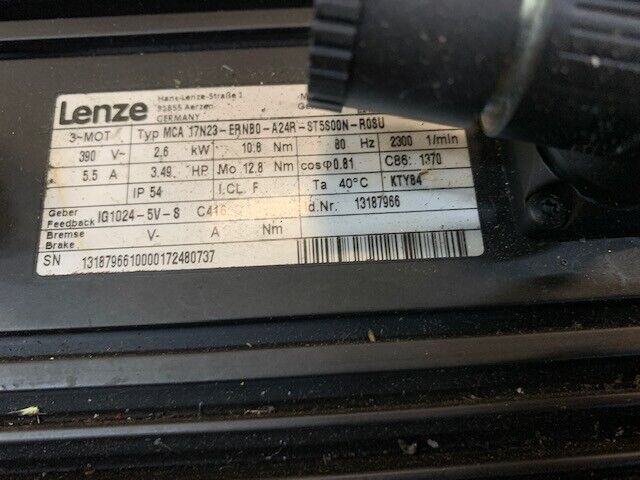 Lenze
Hans-Lenze-Straße 1
31855 Aerzen
GERMANY
3~MOT Typ MCA 17N23-ERNB0-A24R-ST5S00N-R0SU
390 V~ 2,6 kW 10.8 Nm 80 Hz 2300 1/min
5.5 A 3.49 HP Mo 12.8 Nm cosφ0.81 C86: 1370
IP 54 I.CL F Ta 40°C KTY84
Geber
Feedback IG1024-5V-S Id.Nr. 13187966
Bremse
Brake V- A Nm
SN 1318796610000172480737